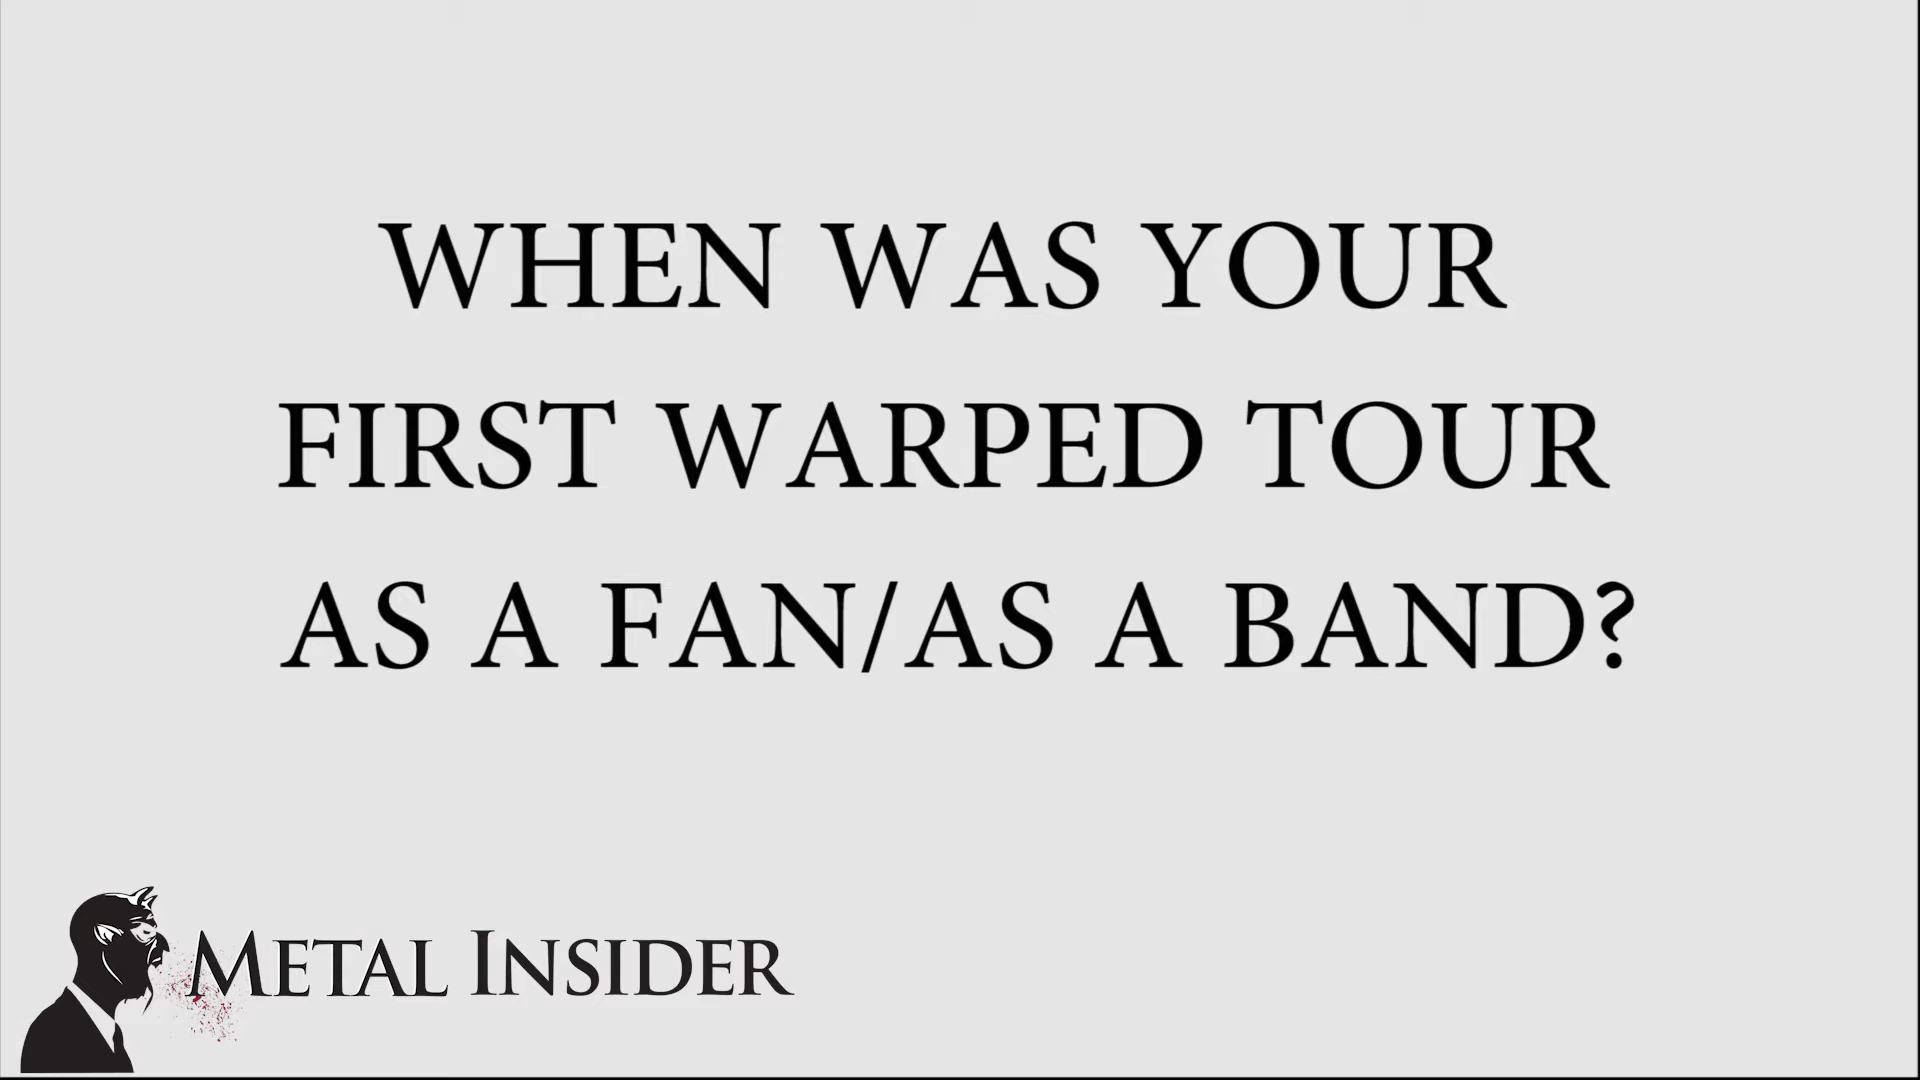 WHEN WAS YOUR
FIRST WARPED TOUR
AS A FAN/AS A BAND?
METAL INSIDER